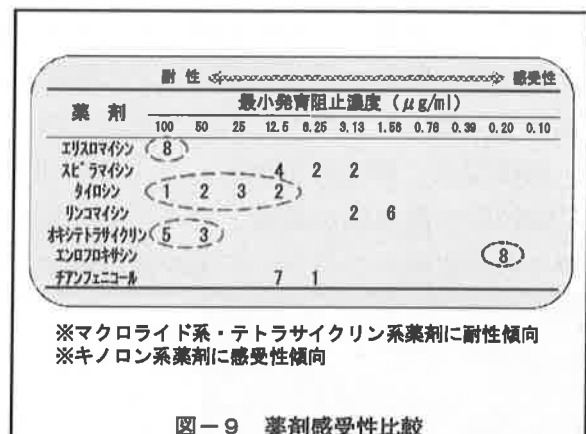 耐性 感受性
薬剤 最小発育阻止濃度（μg/ml）
100 50 25 12.5 6.25 3.13 1.56 0.78 0.39 0.20 0.10
エリスロマイシン 8
スピラマイシン 4 2 2
タイロシン 1 2 3 2
リンコマイシン 2 6
オキシテトラサイクリン 5 3
エンロフロキサシン 8
チアンフェニコール 7 1
※マクロライド系・テトラサイクリン系薬剤に耐性傾向
※キノロン系薬剤に感受性傾向
図－9 薬剤感受性比較